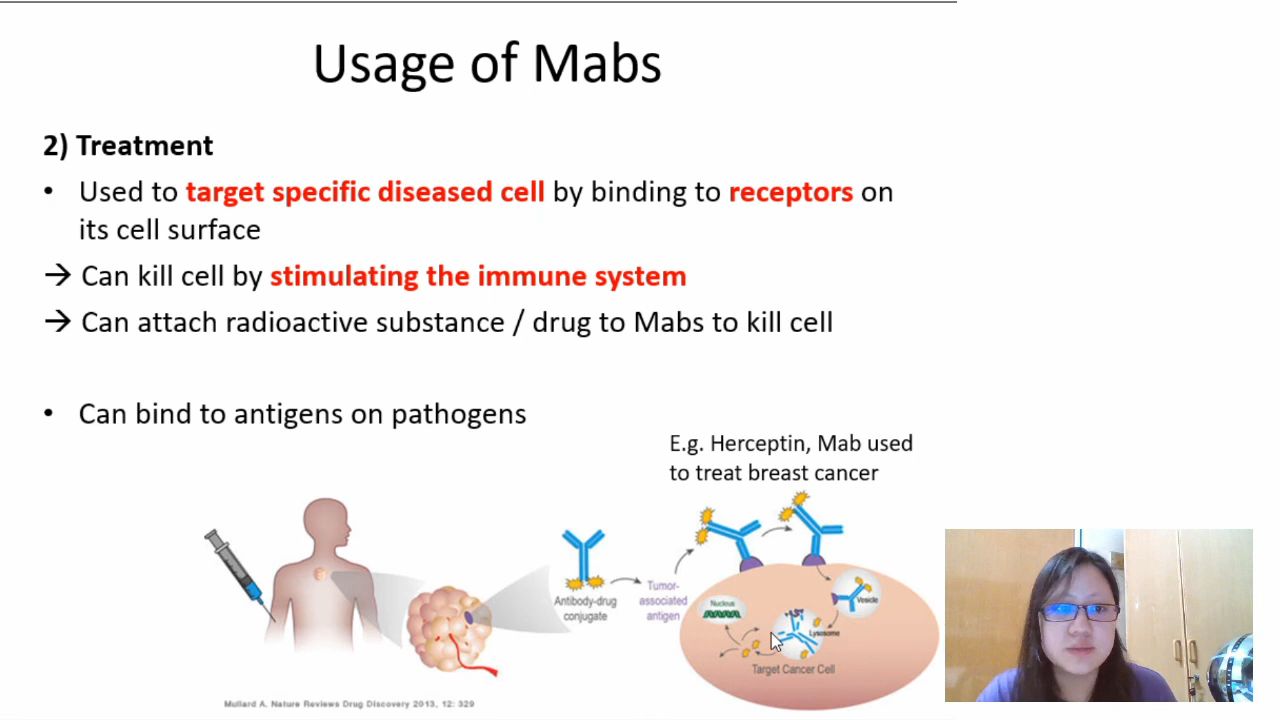 Usage of Mabs
2) Treatment
• Used to target specific diseased cell by binding to receptors on
its cell surface
→ Can kill cell by stimulating the immune system
→ Can attach radioactive substance / drug to Mabs to kill cell
• Can bind to antigens on pathogens
E.g. Herceptin, Mab used
to treat breast cancer
Antibody-drug
conjugate
Tumor-
associated
antigen
Nucleus
Vesicle
Lysosome
Target Cancer Cell
Mullard A. Nature Reviews Drug Discovery 2013, 12: 329